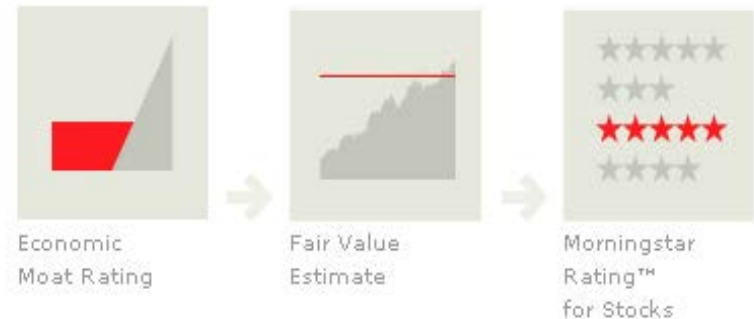 Economic
Moat Rating
Fair Value
Estimate
Morningstar
Rating™
for Stocks